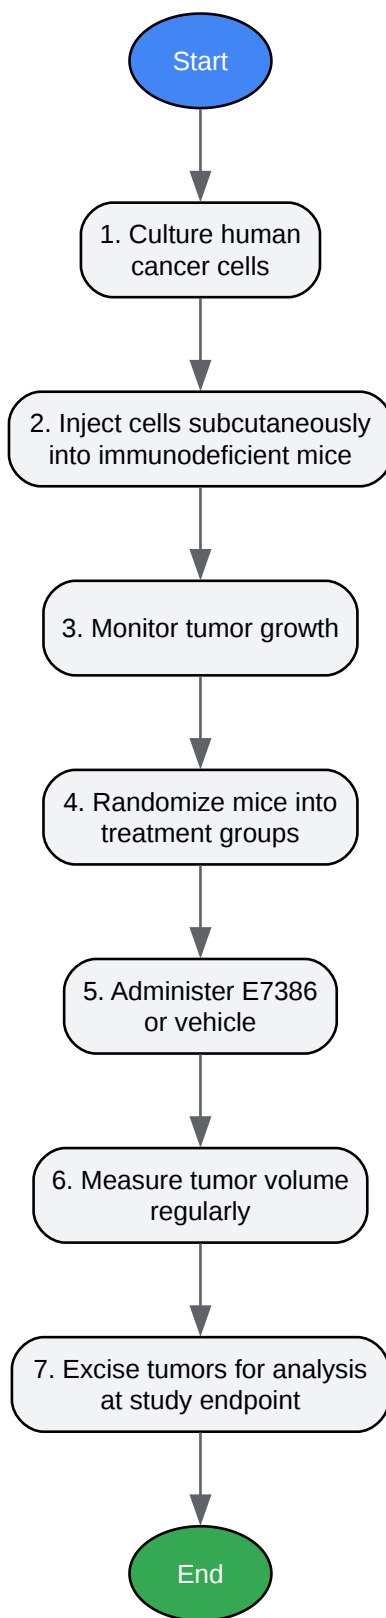 Start
1. Culture human
cancer cells
2. Inject cells subcutaneously
into immunodeficient mice
3. Monitor tumor growth
4. Randomize mice into
treatment groups
5. Administer E7386
or vehicle
6. Measure tumor volume
regularly
7. Excise tumors for analysis
at study endpoint
End